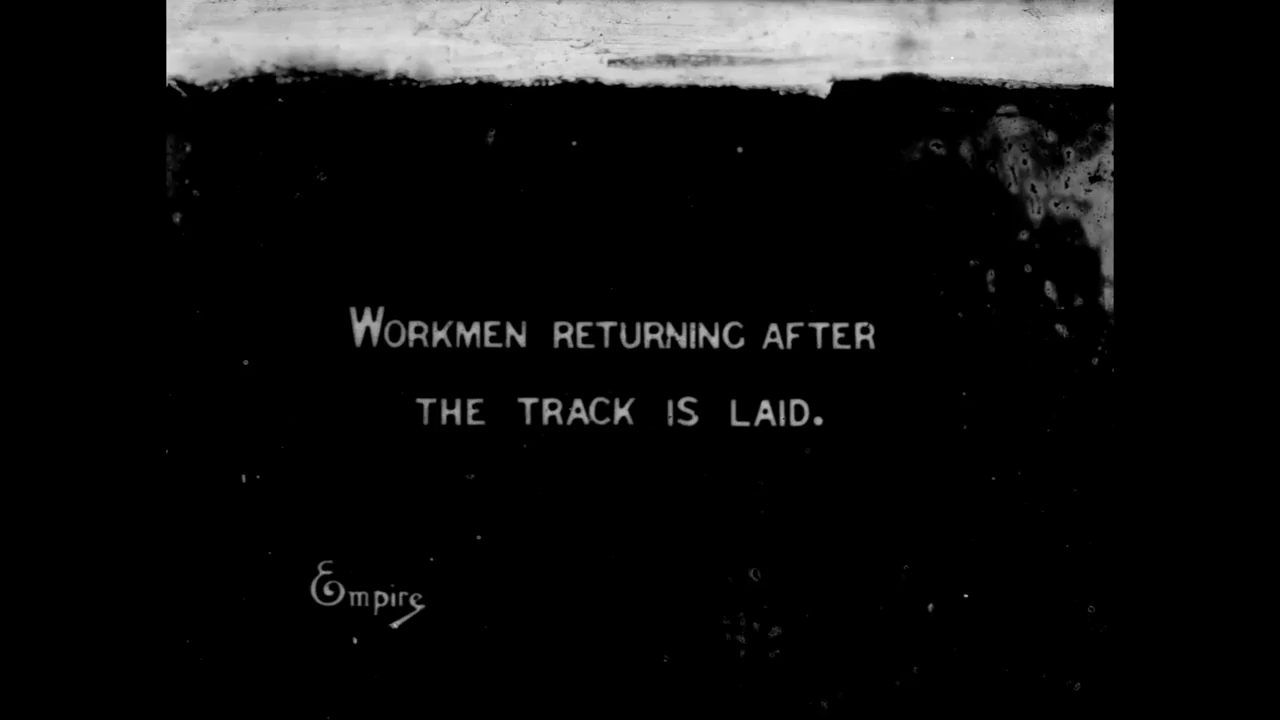 WORKMEN RETURNING AFTER
THE TRACK IS LAID.
Empire